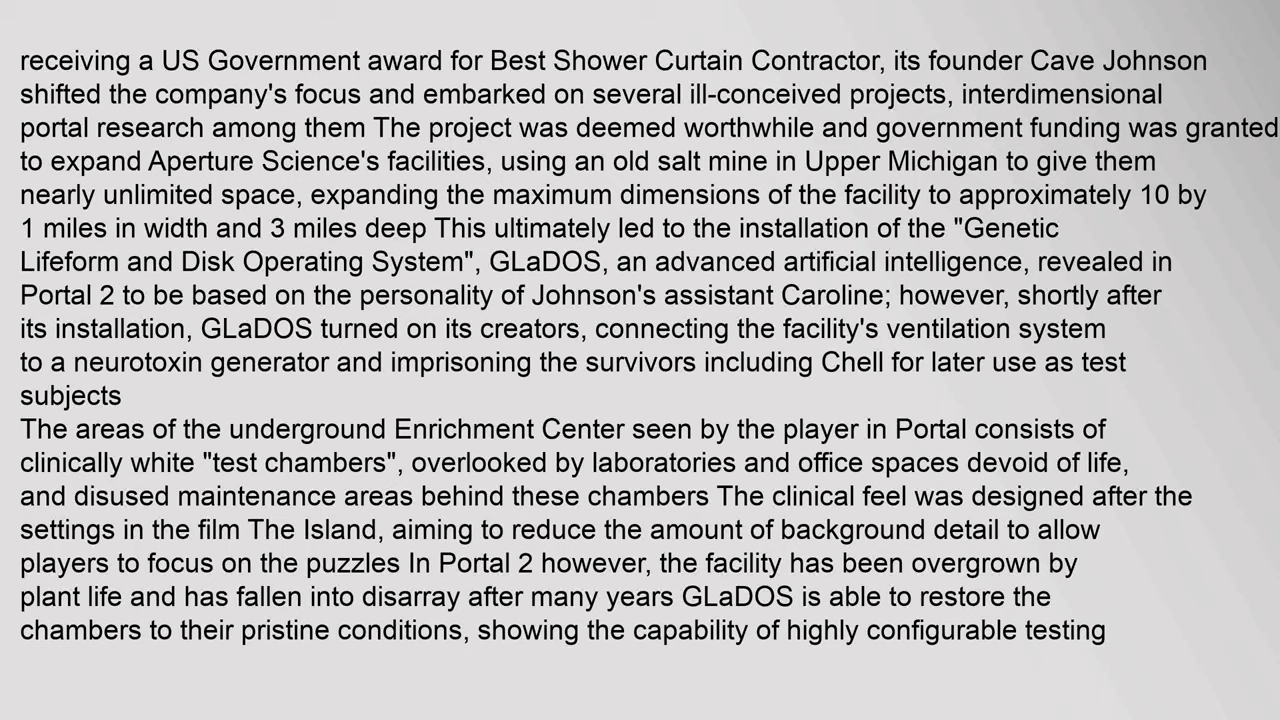 receiving a US Government award for Best Shower Curtain Contractor, its founder Cave Johnson
shifted the company's focus and embarked on several ill-conceived projects, interdimensional
portal research among them The project was deemed worthwhile and government funding was granted
to expand Aperture Science's facilities, using an old salt mine in Upper Michigan to give them
nearly unlimited space, expanding the maximum dimensions of the facility to approximately 10 by
1 miles in width and 3 miles deep This ultimately led to the installation of the "Genetic
Lifeform and Disk Operating System", GLaDOS, an advanced artificial intelligence, revealed in
Portal 2 to be based on the personality of Johnson's assistant Caroline; however, shortly after
its installation, GLaDOS turned on its creators, connecting the facility's ventilation system
to a neurotoxin generator and imprisoning the survivors including Chell for later use as test
subjects
The areas of the underground Enrichment Center seen by the player in Portal consists of
clinically white "test chambers", overlooked by laboratories and office spaces devoid of life,
and disused maintenance areas behind these chambers The clinical feel was designed after the
settings in the film The Island, aiming to reduce the amount of background detail to allow
players to focus on the puzzles In Portal 2 however, the facility has been overgrown by
plant life and has fallen into disarray after many years GLaDOS is able to restore the
chambers to their pristine conditions, showing the capability of highly configurable testing